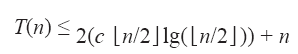 T(n) ≤ 2(c ⌊n/2⌋lg(⌊n/2⌋)) + n